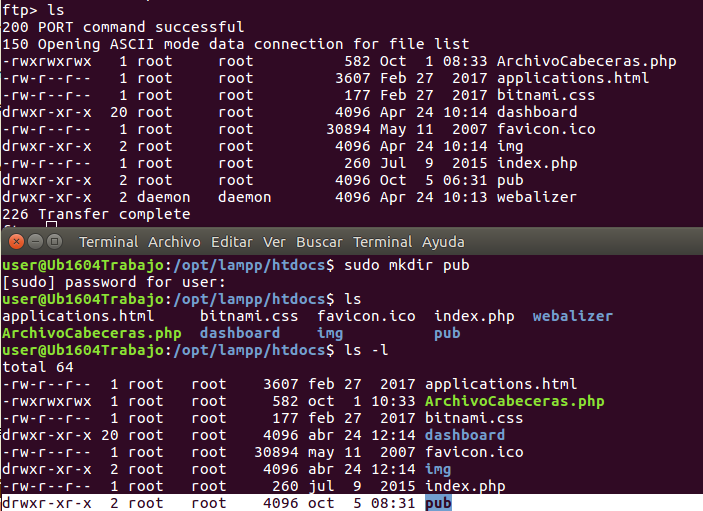 ftp> ls
200 PORT command successful
150 Opening ASCII mode data connection for file list
-rwxrwxrwx   1 root     root          582 Oct  1 08:33 ArchivoCabeceras.php
-rw-r--r--   1 root     root         3607 Feb 27  2017 applications.html
-rw-r--r--   1 root     root          177 Feb 27  2017 bitnami.css
drwxr-xr-x  20 root     root         4096 Apr 24 10:14 dashboard
-rw-r--r--   1 root     root        30894 May 11  2007 favicon.ico
drwxr-xr-x   2 root     root         4096 Apr 24 10:14 img
-rw-r--r--   1 root     root          260 Jul  9  2015 index.php
drwxr-xr-x   2 root     root         4096 Oct  5 06:31 pub
drwxr-xr-x   2 daemon   daemon       4096 Apr 24 10:13 webalizer
226 Transfer complete
Terminal Archivo Editar Ver Buscar Terminal Ayuda
user@Ub1604Trabajo:/opt/lampp/htdocs$ sudo mkdir pub
[sudo] password for user:
user@Ub1604Trabajo:/opt/lampp/htdocs$ ls
applications.html     bitnami.css  favicon.ico  index.php  webalizer
ArchivoCabeceras.php  dashboard    img          pub
user@Ub1604Trabajo:/opt/lampp/htdocs$ ls -l
total 64
-rw-r--r--  1 root   root    3607 feb 27  2017 applications.html
-rwxrwxrwx  1 root   root     582 oct  1 10:33 ArchivoCabeceras.php
-rw-r--r--  1 root   root     177 feb 27  2017 bitnami.css
drwxr-xr-x 20 root   root    4096 abr 24 12:14 dashboard
-rw-r--r--  1 root   root   30894 may 11  2007 favicon.ico
drwxr-xr-x  2 root   root    4096 abr 24 12:14 img
-rw-r--r--  1 root   root     260 jul  9  2015 index.php
drwxr-xr-x  2 root   root    4096 oct  5 08:31 pub